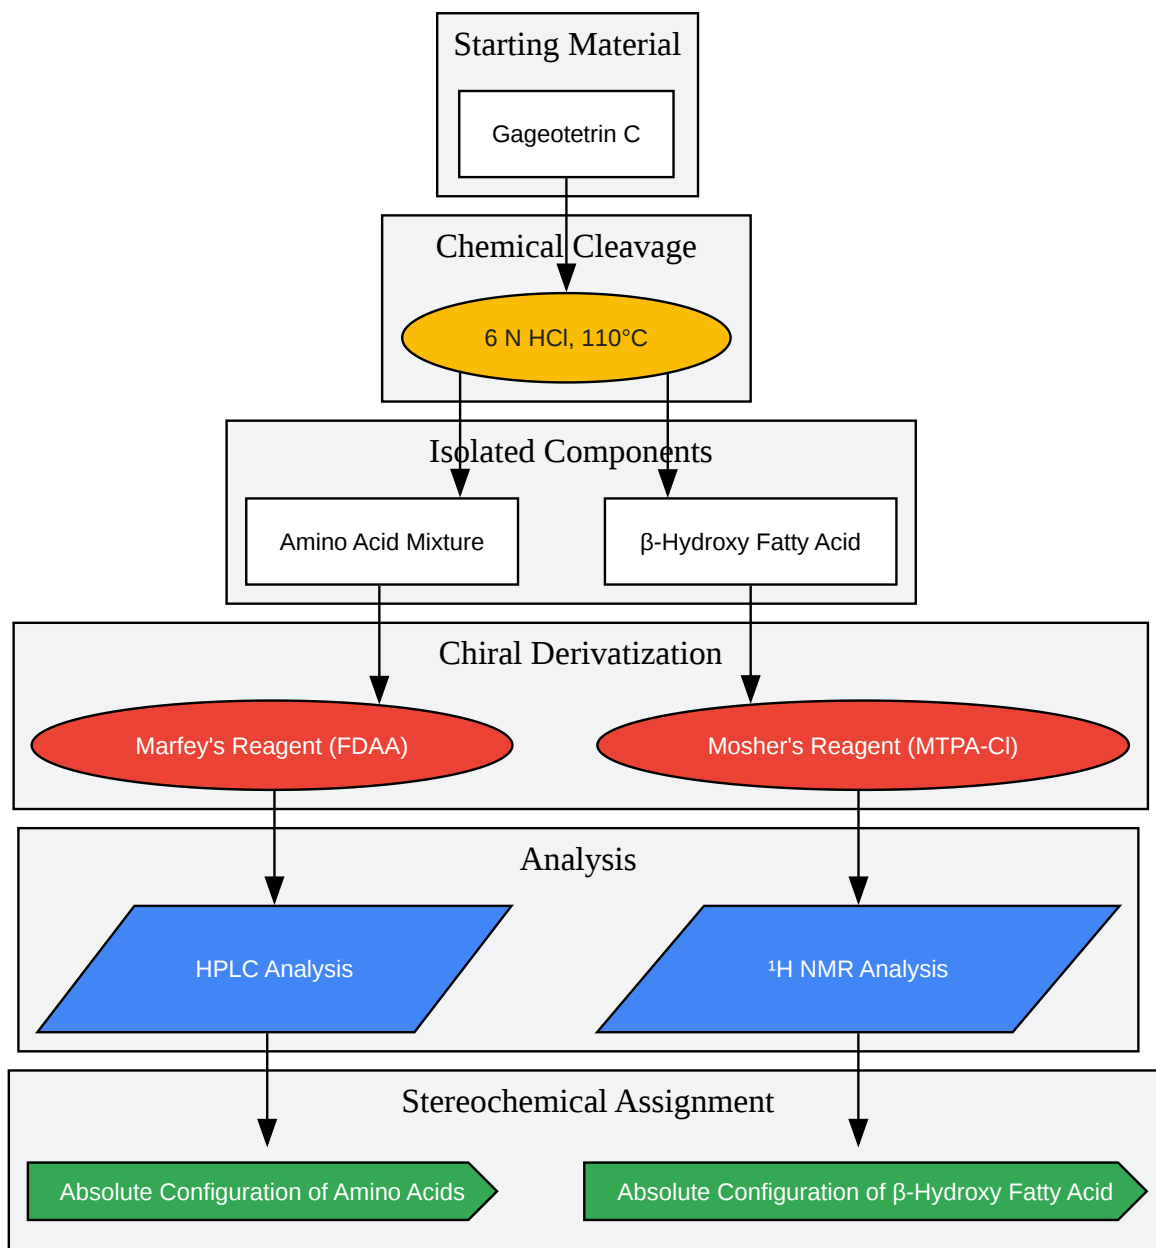 Starting Material
Gageotetrin C
Chemical Cleavage
6 N HCl, 110°C
Isolated Components
Amino Acid Mixture
β-Hydroxy Fatty Acid
Chiral Derivatization
Marfey's Reagent (FDAA)
Mosher's Reagent (MTPA-Cl)
Analysis
HPLC Analysis
¹H NMR Analysis
Stereochemical Assignment
Absolute Configuration of Amino Acids
Absolute Configuration of β-Hydroxy Fatty Acid